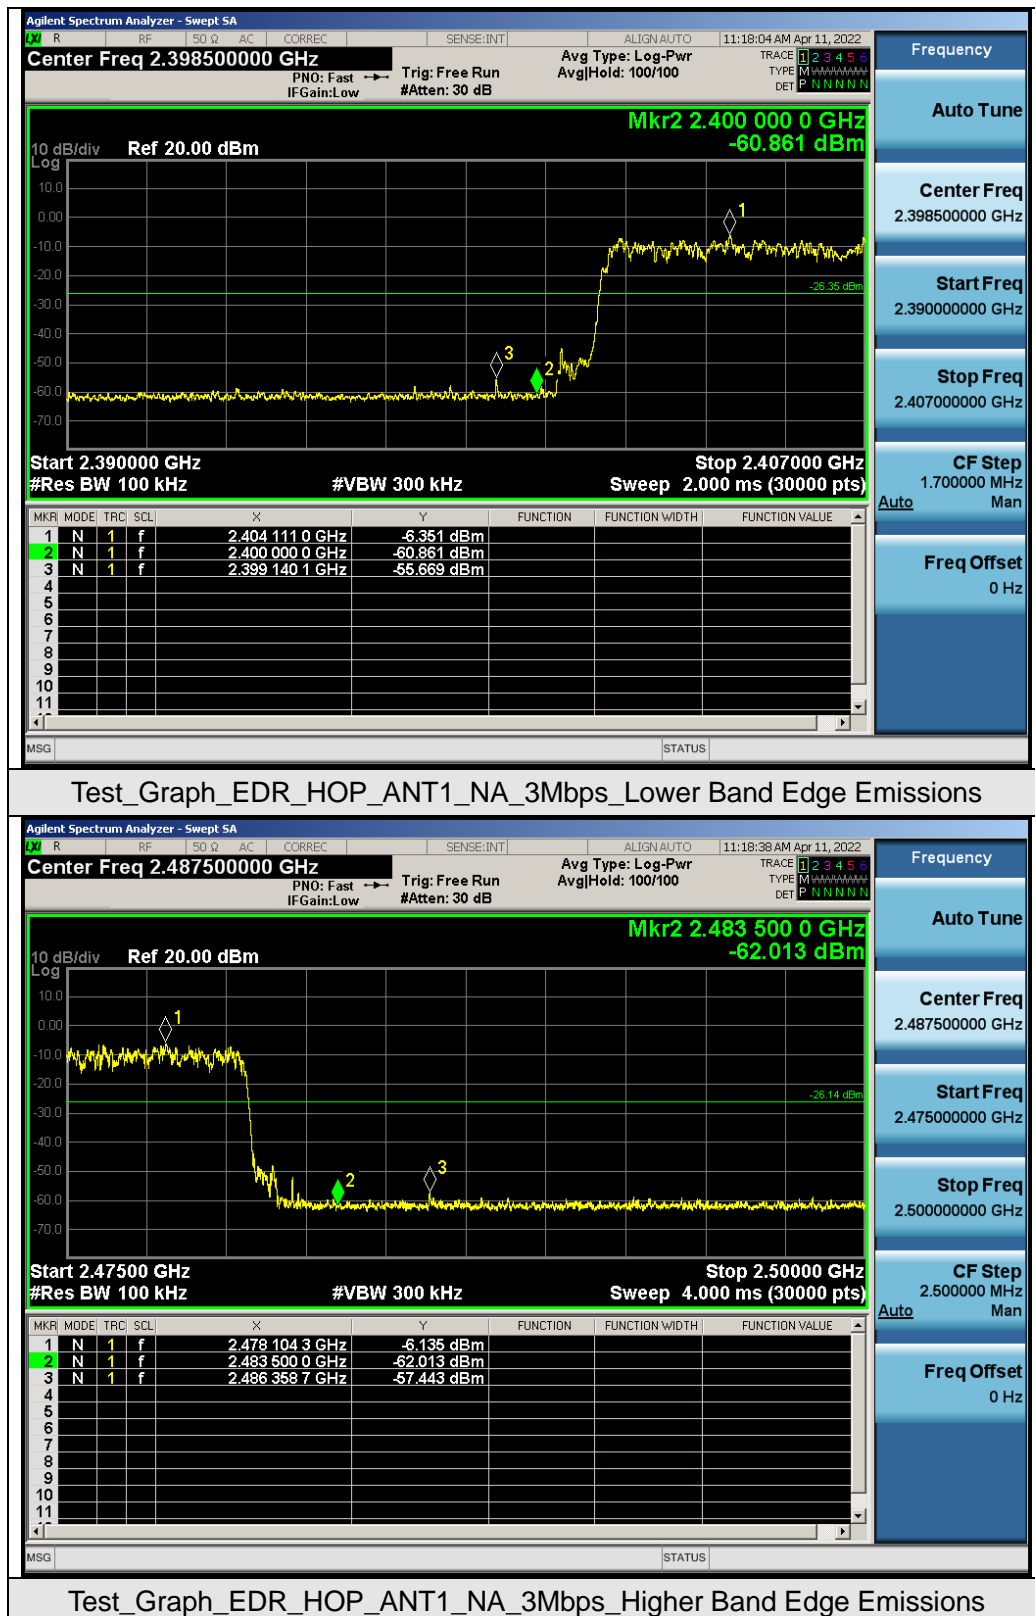 Agilent Spectrum Analyzer - Swept SA
LXI R RF 50 Ω AC CORREC SENSE:INT ALIGN AUTO 11:18:04 AM Apr 11, 2022
Center Freq 2.398500000 GHz
PNO: Fast Trig: Free Run Avg Type: Log-Pwr TRACE 1 2 3 4 5 6
IFGain:Low #Atten: 30 dB Avg|Hold: 100/100 TYPE M WWWWW
DET P N N N N N
Mkr2 2.400 000 0 GHz
-60.861 dBm
10 dB/div Ref 20.00 dBm
Log
10.0
0.00
-10.0
-20.0
-30.0
-40.0
-50.0
-60.0
-70.0
1
-26.35 dBm
3
2
Start 2.390000 GHz Stop 2.407000 GHz
#Res BW 100 kHz #VBW 300 kHz Sweep 2.000 ms (30000 pts)
MKR MODE TRC SCL X Y FUNCTION FUNCTION WIDTH FUNCTION VALUE
1 N 1 f 2.404 111 0 GHz -6.351 dBm
2 N 1 f 2.400 000 0 GHz -60.861 dBm
3 N 1 f 2.399 140 1 GHz -55.669 dBm
4
5
6
7
8
9
10
11
MSG STATUS
Frequency
Auto Tune
Center Freq
2.398500000 GHz
Start Freq
2.390000000 GHz
Stop Freq
2.407000000 GHz
CF Step
1.700000 MHz
Auto Man
Freq Offset
0 Hz
Test_Graph_EDR_HOP_ANT1_NA_3Mbps_Lower Band Edge Emissions
Agilent Spectrum Analyzer - Swept SA
LXI R RF 50 Ω AC CORREC SENSE:INT ALIGN AUTO 11:18:38 AM Apr 11, 2022
Center Freq 2.487500000 GHz
PNO: Fast Trig: Free Run Avg Type: Log-Pwr TRACE 1 2 3 4 5 6
IFGain:Low #Atten: 30 dB Avg|Hold: 100/100 TYPE M WWWWW
DET P N N N N N
Mkr2 2.483 500 0 GHz
-62.013 dBm
10 dB/div Ref 20.00 dBm
Log
10.0
0.00
-10.0
-20.0
-30.0
-40.0
-50.0
-60.0
-70.0
1
-26.14 dBm
2
3
Start 2.47500 GHz Stop 2.50000 GHz
#Res BW 100 kHz #VBW 300 kHz Sweep 4.000 ms (30000 pts)
MKR MODE TRC SCL X Y FUNCTION FUNCTION WIDTH FUNCTION VALUE
1 N 1 f 2.478 104 3 GHz -6.135 dBm
2 N 1 f 2.483 500 0 GHz -62.013 dBm
3 N 1 f 2.486 358 7 GHz -57.443 dBm
4
5
6
7
8
9
10
11
MSG STATUS
Frequency
Auto Tune
Center Freq
2.487500000 GHz
Start Freq
2.475000000 GHz
Stop Freq
2.500000000 GHz
CF Step
2.500000 MHz
Auto Man
Freq Offset
0 Hz
Test_Graph_EDR_HOP_ANT1_NA_3Mbps_Higher Band Edge Emissions